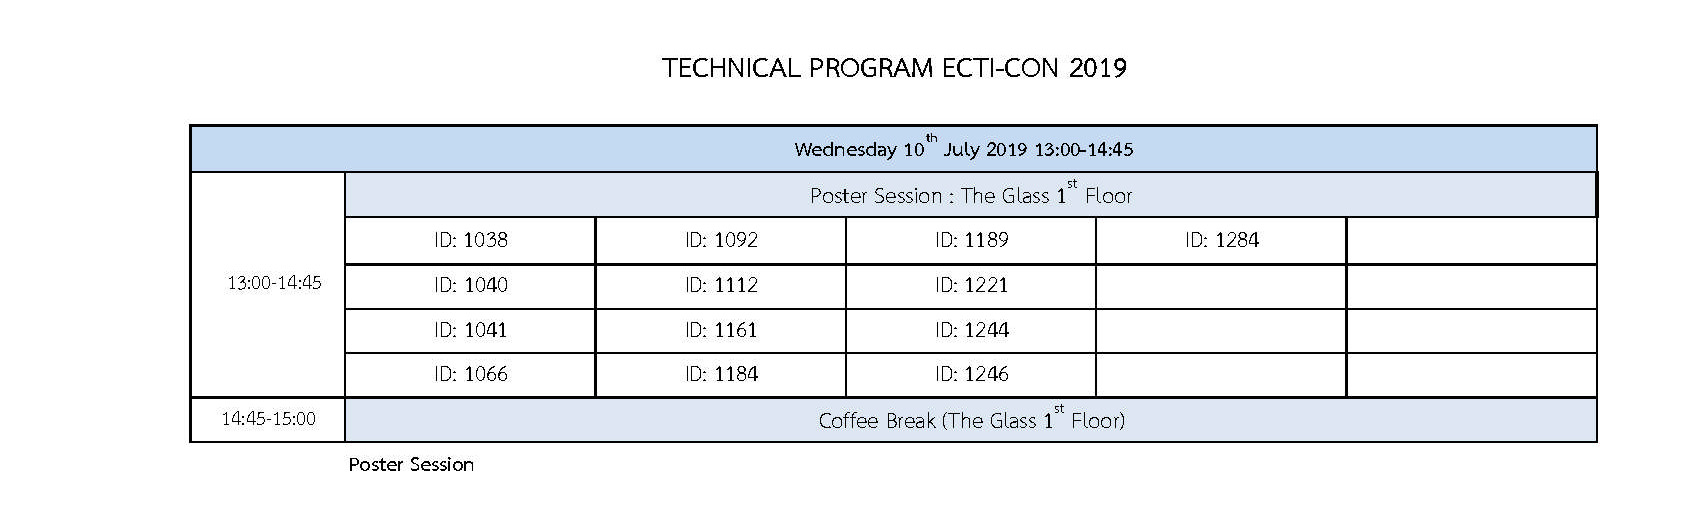 TECHNICAL PROGRAM ECTI-CON 2019
Wednesday 10th July 2019 13:00-14:45
Poster Session : The Glass 1st Floor
13:00-14:45
ID: 1038 ID: 1092 ID: 1189 ID: 1284
ID: 1040 ID: 1112 ID: 1221
ID: 1041 ID: 1161 ID: 1244
ID: 1066 ID: 1184 ID: 1246
14:45-15:00 Coffee Break (The Glass 1st Floor)
Poster Session